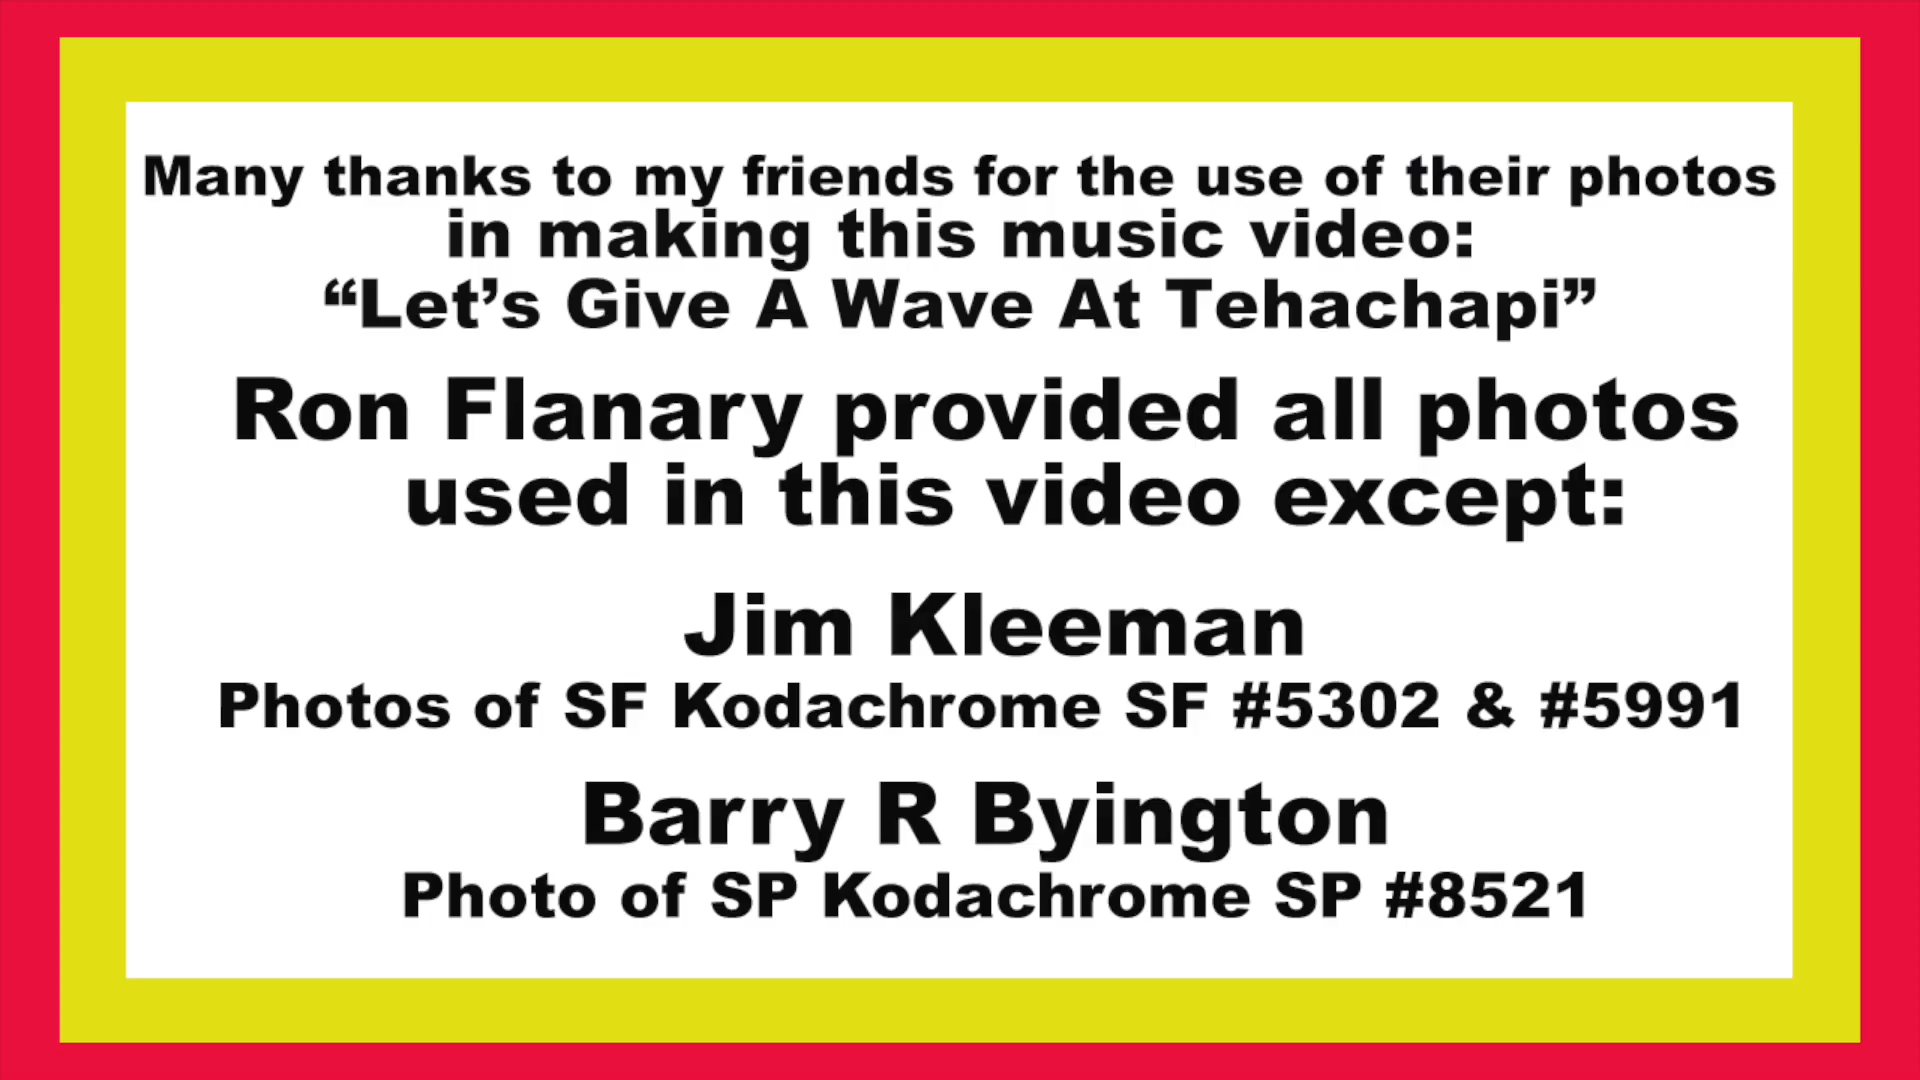 Many thanks to my friends for the use of their photos
in making this music video:
“Let’s Give A Wave At Tehachapi”
Ron Flanary provided all photos
used in this video except:
Jim Kleeman
Photos of SF Kodachrome SF #5302 & #5991
Barry R Byington
Photo of SP Kodachrome SP #8521